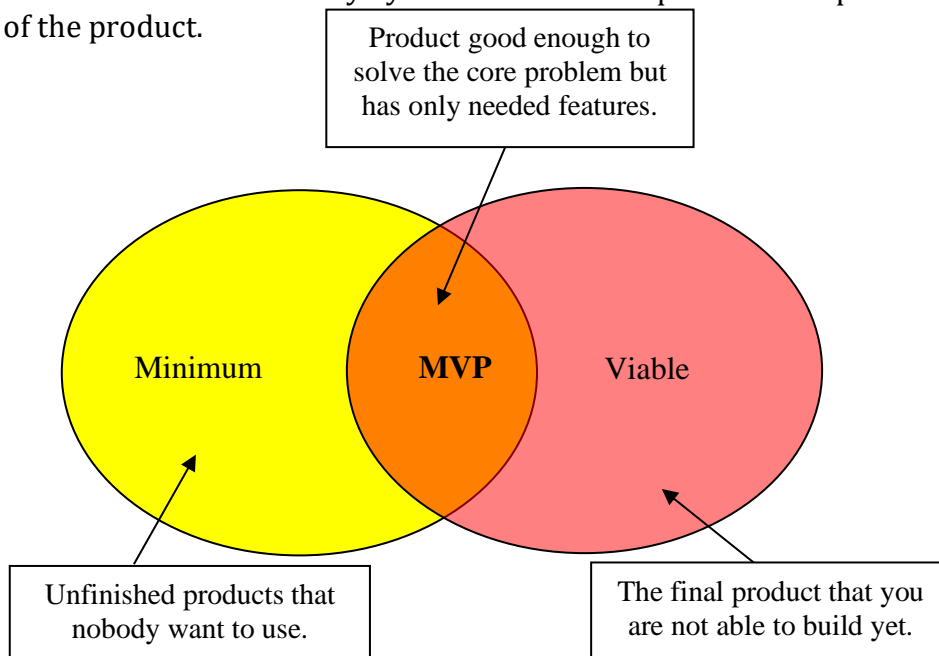 of the product.
Product good enough to
solve the core problem but
has only needed features.
Minimum
MVP
Viable
Unfinished products that
nobody want to use.
The final product that you
are not able to build yet.